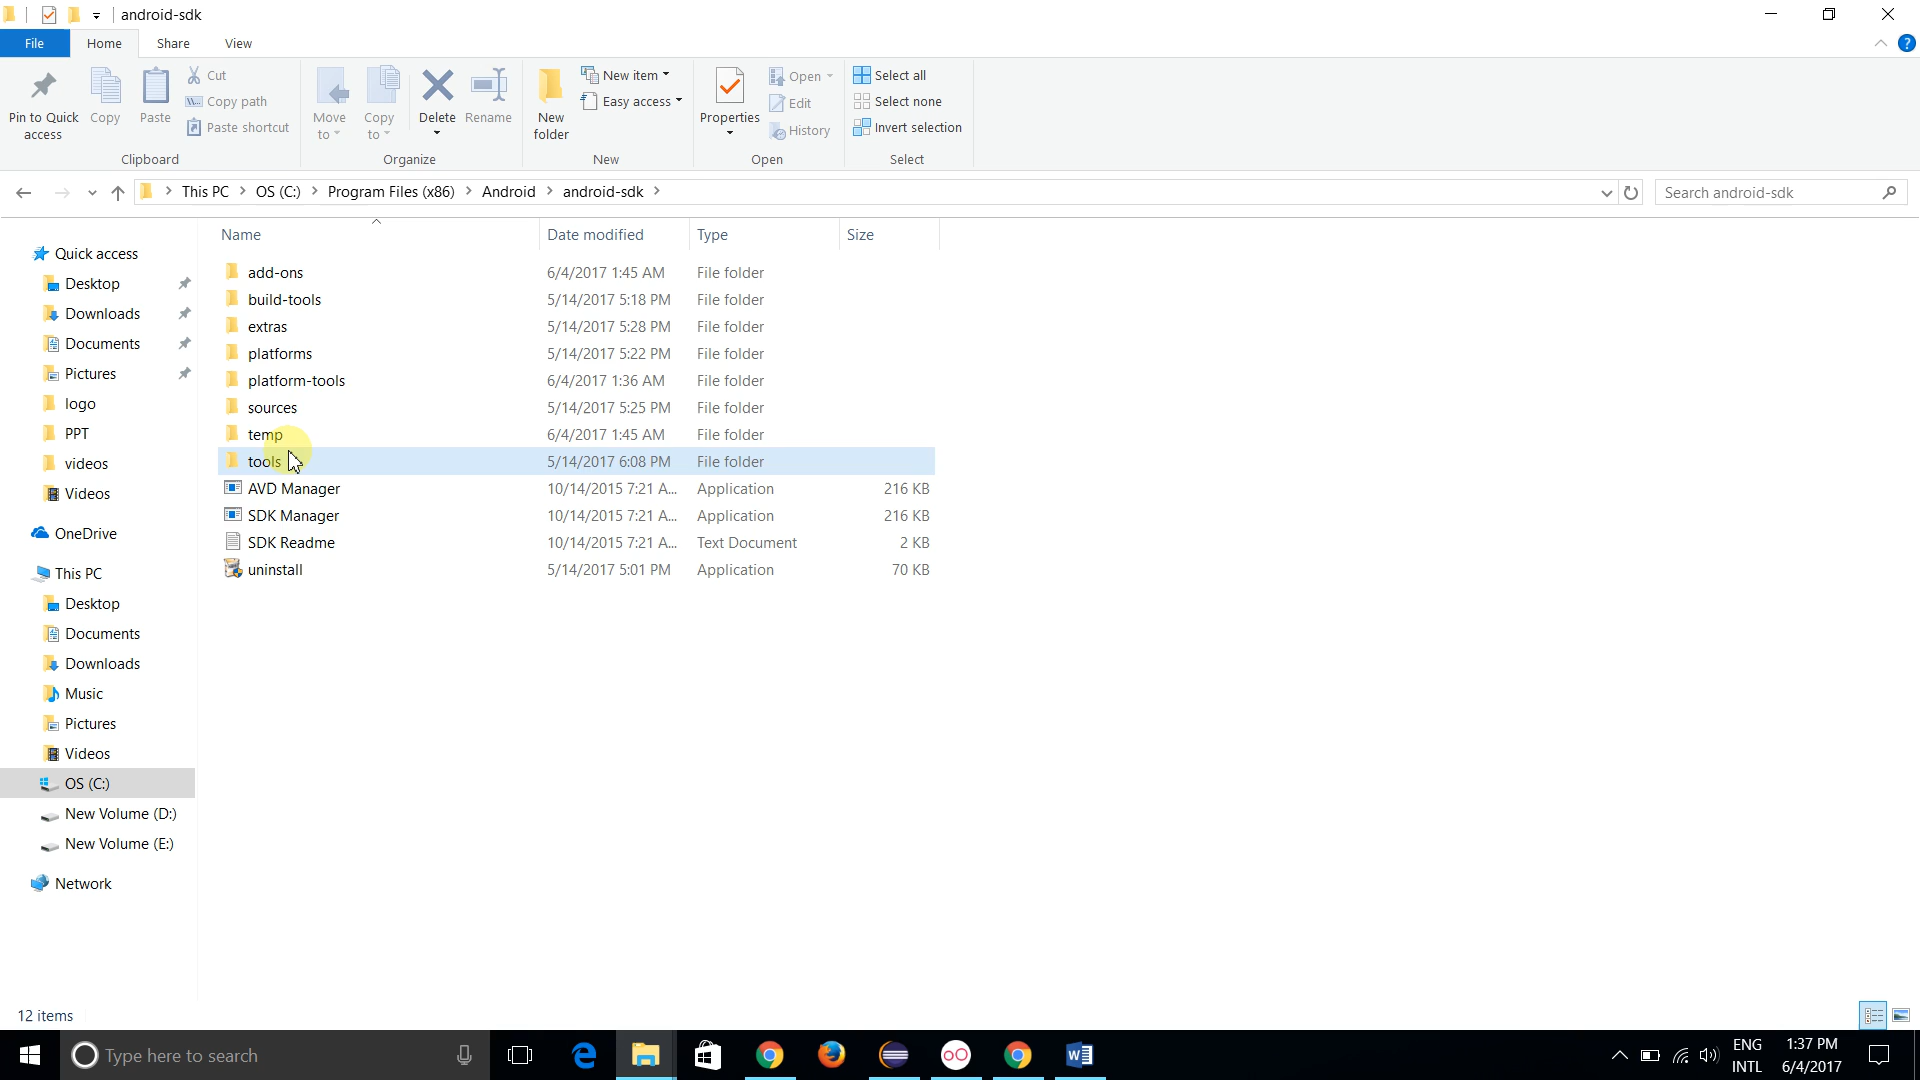 android-sdk
File Home Share View
Pin to Quick access
Copy
Paste
Cut
Copy path
Paste shortcut
Clipboard
Move to
Copy to
Delete
Rename
Organize
New folder
New item
Easy access
New
Properties
Open
Edit
History
Open
Select all
Select none
Invert selection
Select
This PC > OS (C:) > Program Files (x86) > Android > android-sdk >
Search android-sdk
Quick access
Desktop
Downloads
Documents
Pictures
logo
PPT
videos
Videos
OneDrive
This PC
Desktop
Documents
Downloads
Music
Pictures
Videos
OS (C:)
New Volume (D:)
New Volume (E:)
Network
Name Date modified Type Size
add-ons 6/4/2017 1:45 AM File folder
build-tools 5/14/2017 5:18 PM File folder
extras 5/14/2017 5:28 PM File folder
platforms 5/14/2017 5:22 PM File folder
platform-tools 6/4/2017 1:36 AM File folder
sources 5/14/2017 5:25 PM File folder
temp 6/4/2017 1:45 AM File folder
tools 5/14/2017 6:08 PM File folder
AVD Manager 10/14/2015 7:21 A... Application 216 KB
SDK Manager 10/14/2015 7:21 A... Application 216 KB
SDK Readme 10/14/2015 7:21 A... Text Document 2 KB
uninstall 5/14/2017 5:01 PM Application 70 KB
12 items
Type here to search
ENG INTL
1:37 PM
6/4/2017